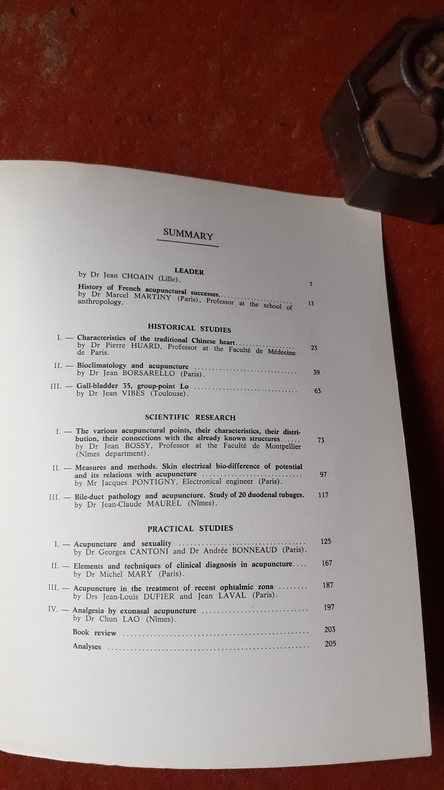 SUMMARY
LEADER
by Dr Jean CHOAIN (Lille). 7
History of French acupunctural successes. 13
by Dr Marcel MARTINY (Paris), Professor at the school of
anthropology.
HISTORICAL STUDIES
I. — Characteristics of the traditional Chinese heart 23
by Dr Pierre HUARD, Professor at the Faculté de Médecine
de Paris.
II. — Bioclimatology and acupuncture 39
by Dr Jean BORSARELLO (Paris).
III. — Gall-bladder 35, group-point Lo 63
by Dr Jean VIBES (Toulouse).
SCIENTIFIC RESEARCH
I. — The various acupunctural points, their characteristics, their distri-
bution, their connections with the already known structures 73
by Dr Jean BOSSY, Professor at the Faculté de Montpellier
(Nîmes department).
II. — Measures and methods. Skin electrical bio-difference of potential
and its relations with acupuncture 97
by Mr Jacques PONTIGNY, Electronical engineer (Paris).
III. — Bile-duct pathology and acupuncture. Study of 20 duodenal tubages. 117
by Dr Jean-Claude MAUREL (Nîmes).
PRACTICAL STUDIES
I. — Acupuncture and sexuality 125
by Dr Georges CANTONI and Dr Andrée BONNEAUD (Paris).
II. — Elements and techniques of clinical diagnosis in acupuncture 167
by Dr Michel MARY (Paris).
III. — Acupuncture in the treatment of recent ophtalmic zona 187
by Drs Jean-Louis DUFIER and Jean LAVAL (Paris).
IV. — Analgesia by exonasal acupuncture 197
by Dr Chun LAO (Nîmes).
Book review 203
Analyses 205